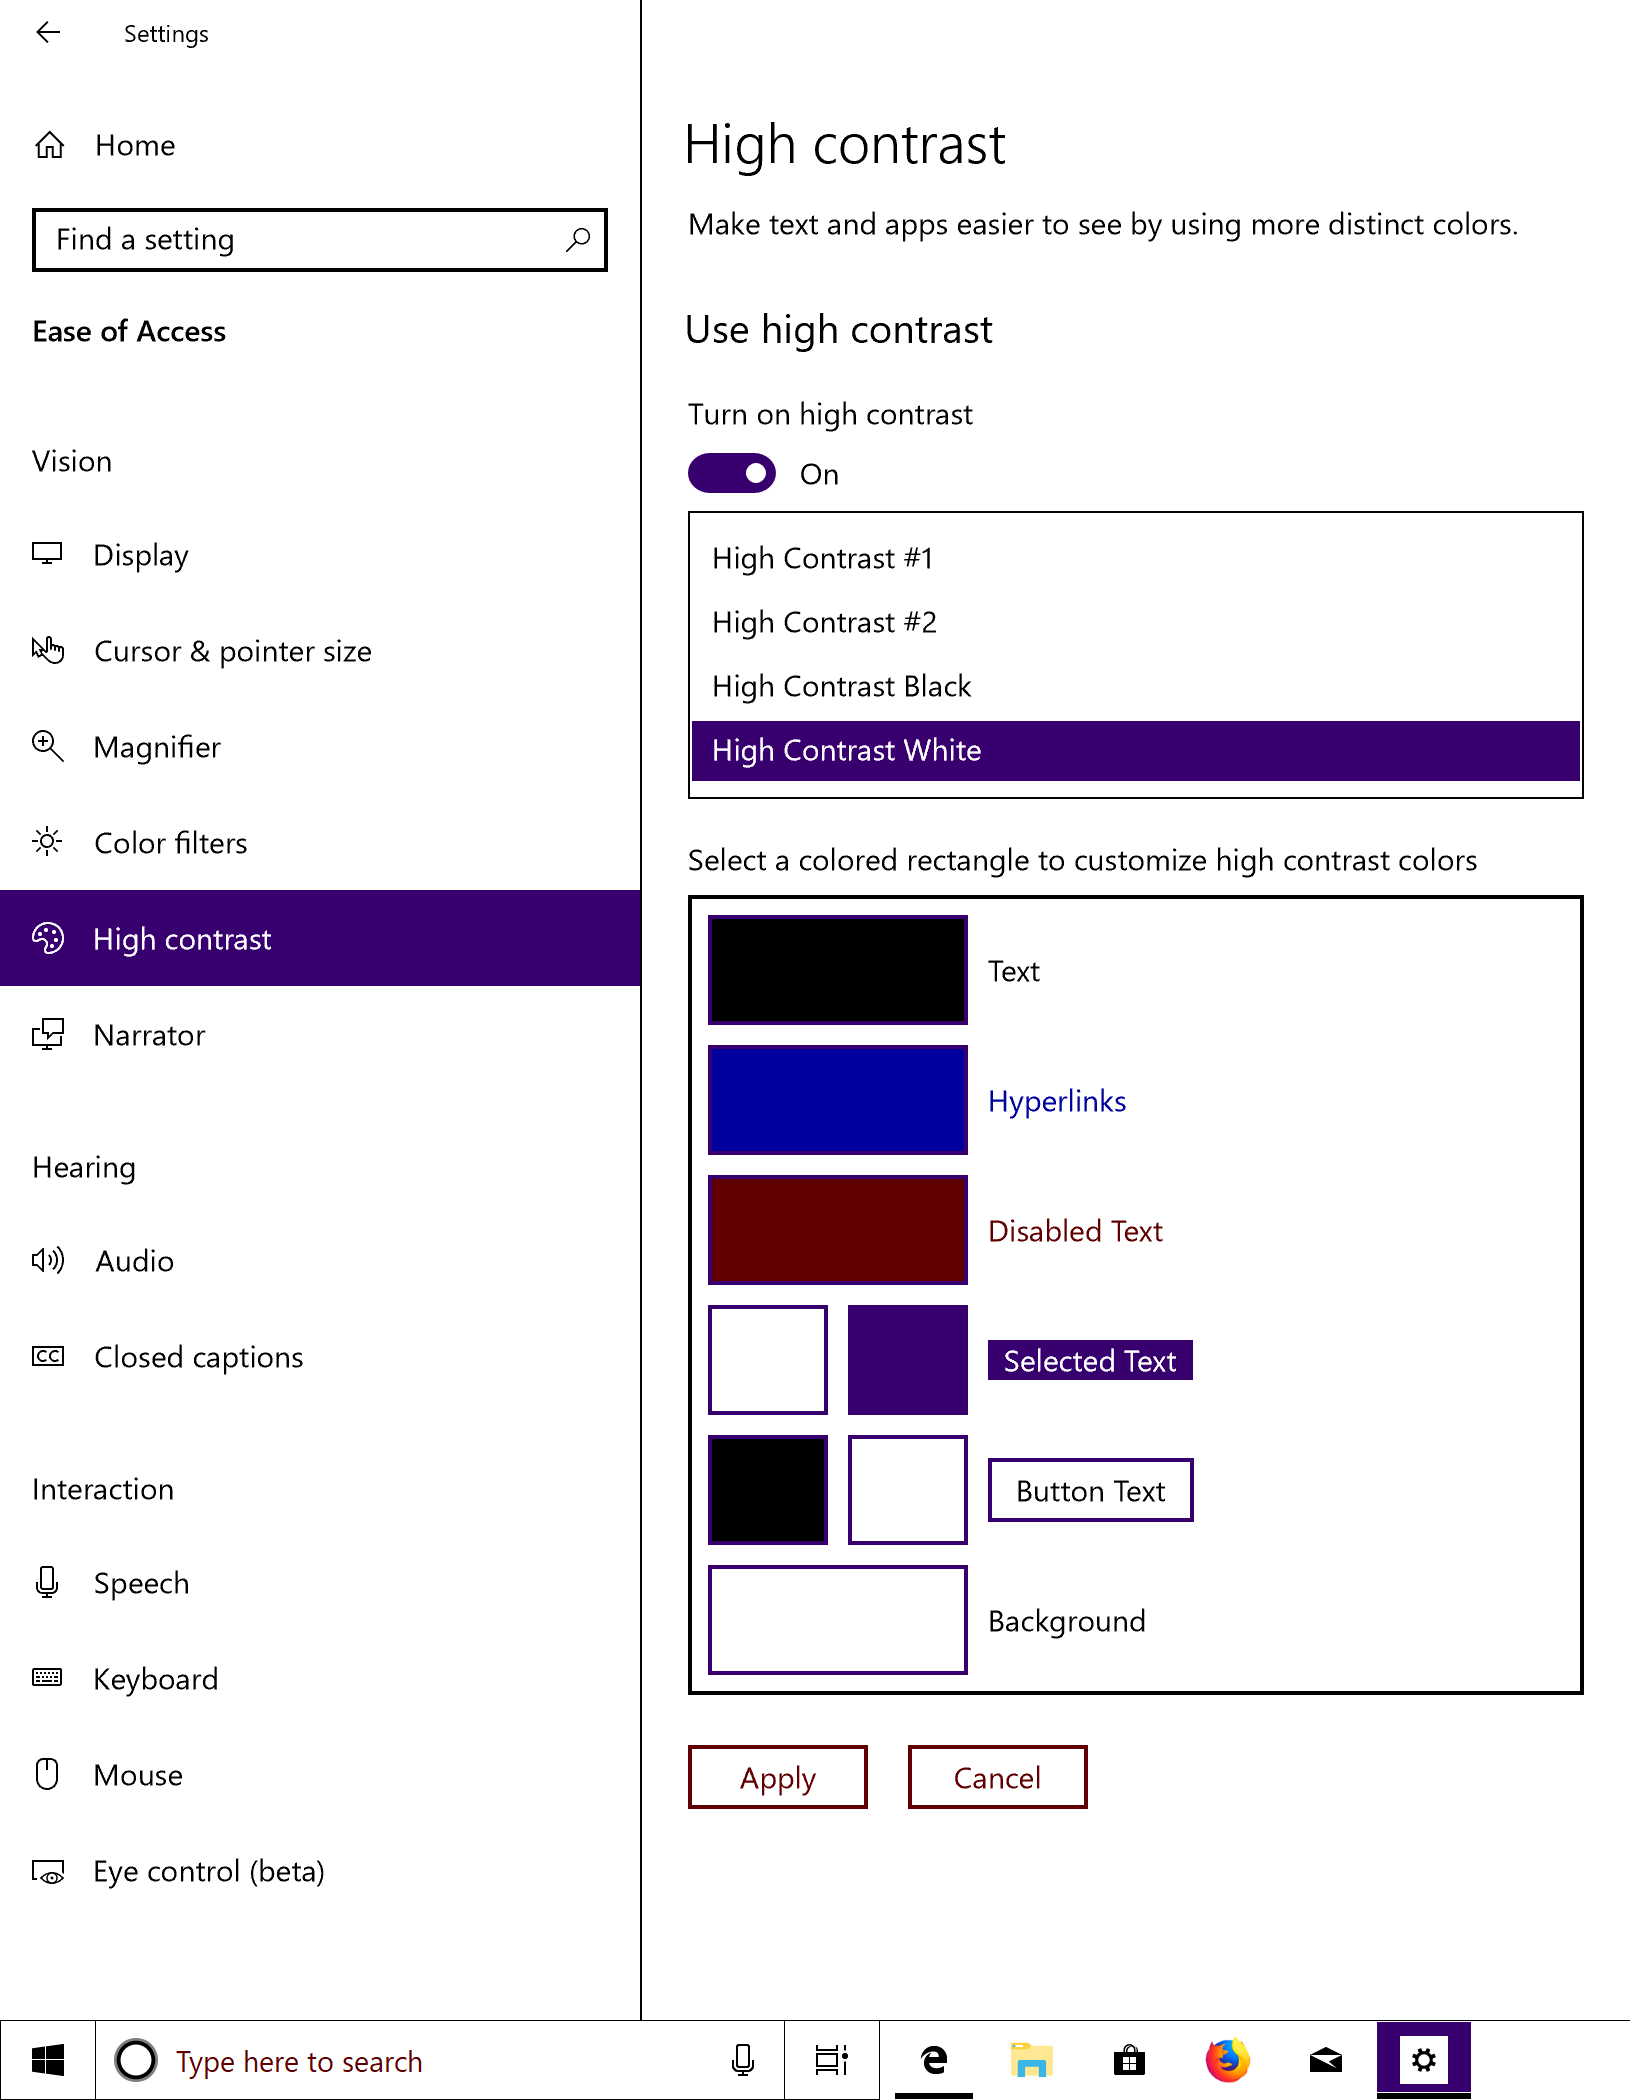 Settings
Home
Find a setting
Ease of Access
Vision
Display
Cursor & pointer size
Magnifier
Color filters
High contrast
Narrator
Hearing
Audio
CC Closed captions
Interaction
Speech
Keyboard
Mouse
Eye control (beta)
High contrast
Make text and apps easier to see by using more distinct colors.
Use high contrast
Turn on high contrast
On
High Contrast #1
High Contrast #2
High Contrast Black
High Contrast White
Select a colored rectangle to customize high contrast colors
Text
Hyperlinks
Disabled Text
Selected Text
Button Text
Background
Apply
Cancel
Type here to search